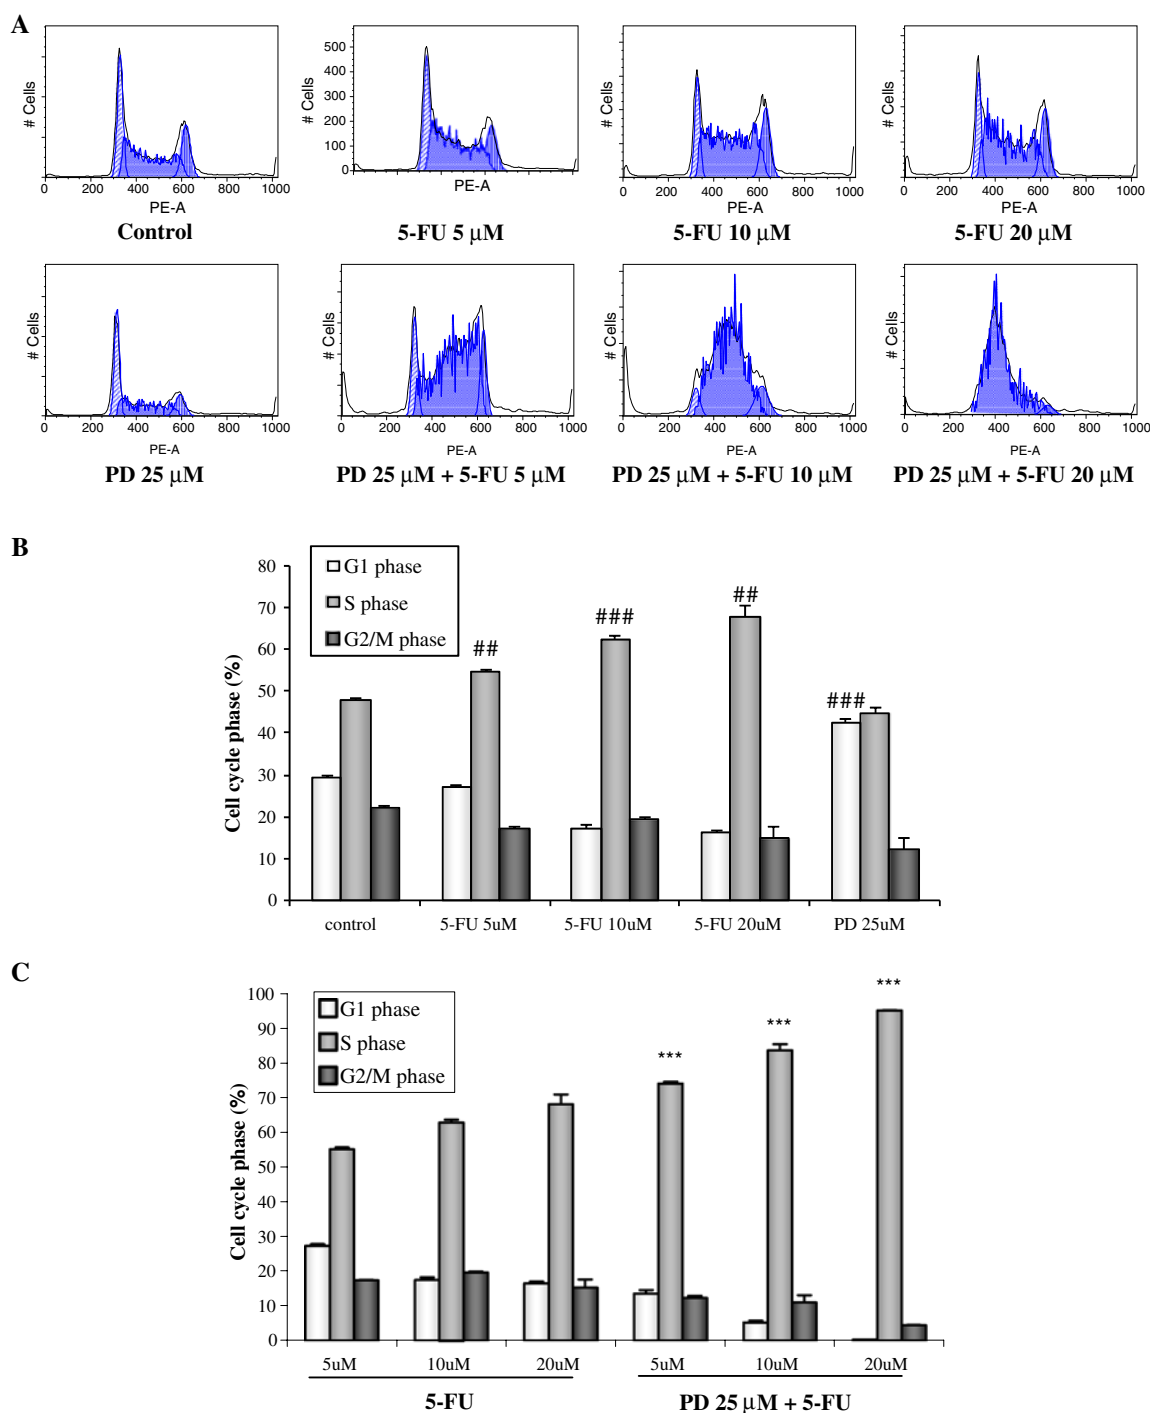 A
# Cells
0 200 400 600 800 1000
PE-A
Control
# Cells
500
400
300
200
100
0
PE-A
5-FU 5 µM
# Cells
0 200 400 600 800 1000
PE-A
5-FU 10 µM
# Cells
0 200 400 600 800 1000
PE-A
5-FU 20 µM
# Cells
0 200 400 600 800 1000
PE-A
PD 25 µM
# Cells
0 200 400 600 800 1000
PE-A
PD 25 µM + 5-FU 5 µM
# Cells
0 200 400 600 800 1000
PE-A
PD 25 µM + 5-FU 10 µM
# Cells
0 200 400 600 800 1000
PE-A
PD 25 µM + 5-FU 20 µM
B
Cell cycle phase (%)
80
70
60
50
40
30
20
10
0
G1 phase
S phase
G2/M phase
##
###
##
###
control 5-FU 5uM 5-FU 10uM 5-FU 20uM PD 25uM
C
Cell cycle phase (%)
100
90
80
70
60
50
40
30
20
10
0
G1 phase
S phase
G2/M phase
***
***
***
5uM 10uM 20uM 5uM 10uM 20uM
5-FU PD 25 µM + 5-FU